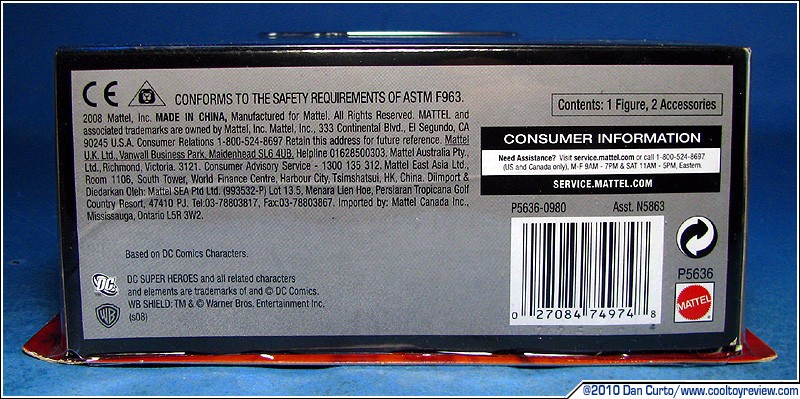 CE
CONFORMS TO THE SAFETY REQUIREMENTS OF ASTM F963.
2008 Mattel, Inc. MADE IN CHINA, Manufactured for Mattel. All Rights Reserved. MATTEL and
associated trademarks are owned by Mattel, Inc. Mattel, Inc., 333 Continental Blvd., El Segundo, CA
90245 U.S.A. Consumer Relations 1-800-524-8697 Retain this address for future reference. Mattel
U.K. Ltd., Vanwall Business Park, Maidenhead SL6 4UB. Helpline 01628500303. Mattel Australia Pty.,
Ltd., Richmond, Victoria. 3121. Consumer Advisory Service - 1300 135 312. Mattel East Asia Ltd.,
Room 1106, South Tower, World Finance Centre, Harbour City, Tsimshatsui, HK, China. Diimport &
Diedarkan Oleh: Mattel SEA Ptd Ltd. (993532-P) Lot 13.5, Menara Lien Hoe, Persiaran Tropicana Golf
Country Resort, 47410 PJ. Tel:03-78803817, Fax:03-78803867. Imported by: Mattel Canada Inc.,
Mississauga, Ontario L5R 3W2.
Based on DC Comics Characters.
DC
DC SUPER HEROES and all related characters
and elements are trademarks of and © DC Comics.
WB SHIELD: TM & © Warner Bros. Entertainment Inc.
(s08)
WB
Contents: 1 Figure, 2 Accessories
CONSUMER INFORMATION
Need Assistance? Visit service.mattel.com or call 1-800-524-8697
(US and Canada only), M-F 9AM - 7PM & SAT 11AM - 5PM, Eastern.
SERVICE.MATTEL.COM
P5636-0980 Asst. N5863
0 27084 74974 8
P5636
MATTEL
©2010 Dan Curto/www.cooltoyreview.com